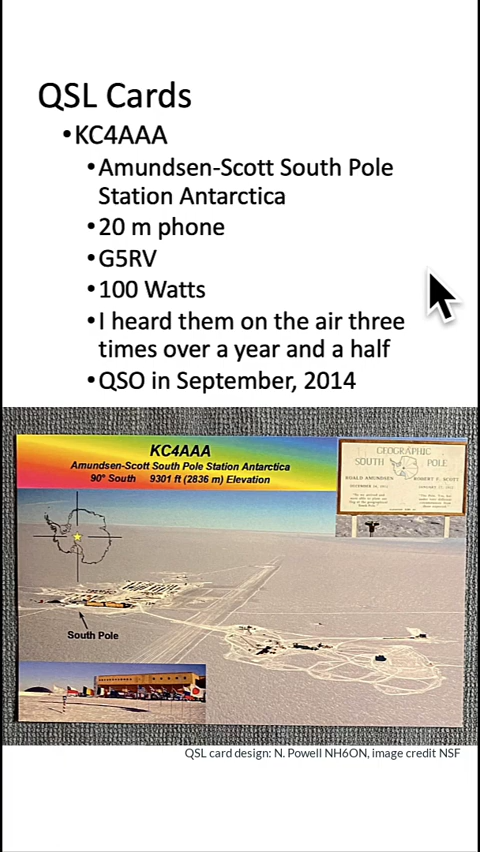 QSL Cards
•KC4AAA
•Amundsen-Scott South Pole
Station Antarctica
•20 m phone
•G5RV
•100 Watts
•I heard them on the air three
times over a year and a half
•QSO in September, 2014
KC4AAA
Amundsen-Scott South Pole Station Antarctica
90° South 9301 ft (2836 m) Elevation
GEOGRAPHIC
SOUTH POLE
ROALD AMUNDSEN ROBERT F. SCOTT
South Pole
QSL card design: N. Powell NH6ON, image credit NSF